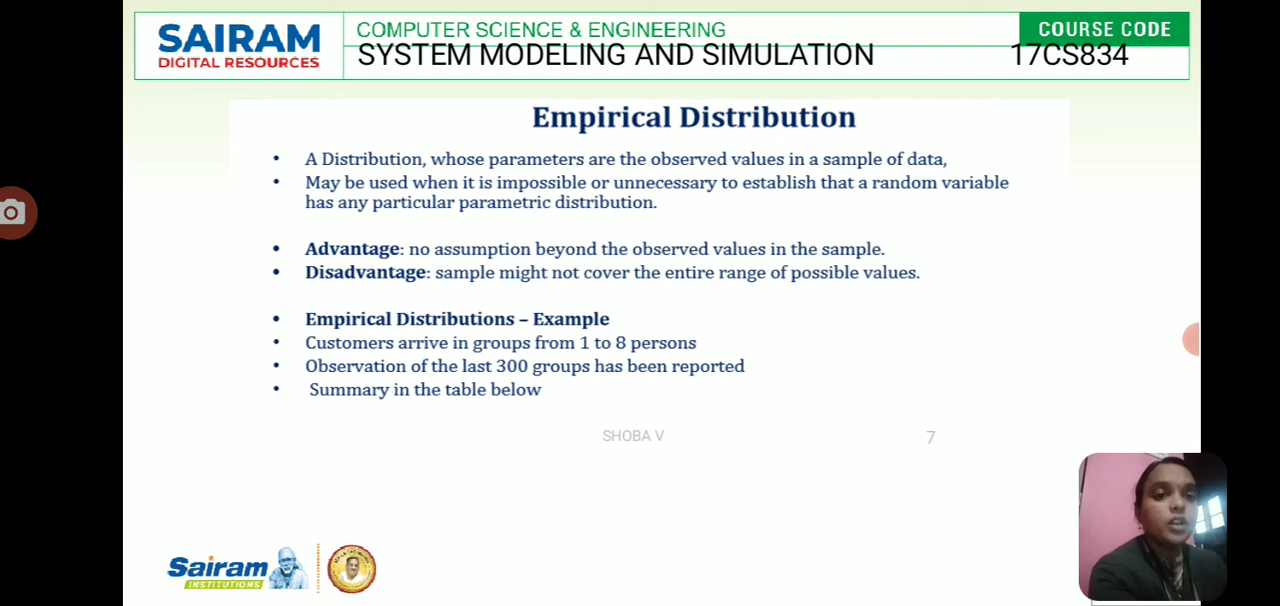 SAIRAM
DIGITAL RESOURCES
COMPUTER SCIENCE & ENGINEERING
COURSE CODE
SYSTEM MODELING AND SIMULATION
17CS834
Empirical Distribution
• A Distribution, whose parameters are the observed values in a sample of data,
• May be used when it is impossible or unnecessary to establish that a random variable
has any particular parametric distribution.
• Advantage: no assumption beyond the observed values in the sample.
• Disadvantage: sample might not cover the entire range of possible values.
• Empirical Distributions – Example
• Customers arrive in groups from 1 to 8 persons
• Observation of the last 300 groups has been reported
• Summary in the table below
SHOBA V
7
Sairam
INSTITUTIONS